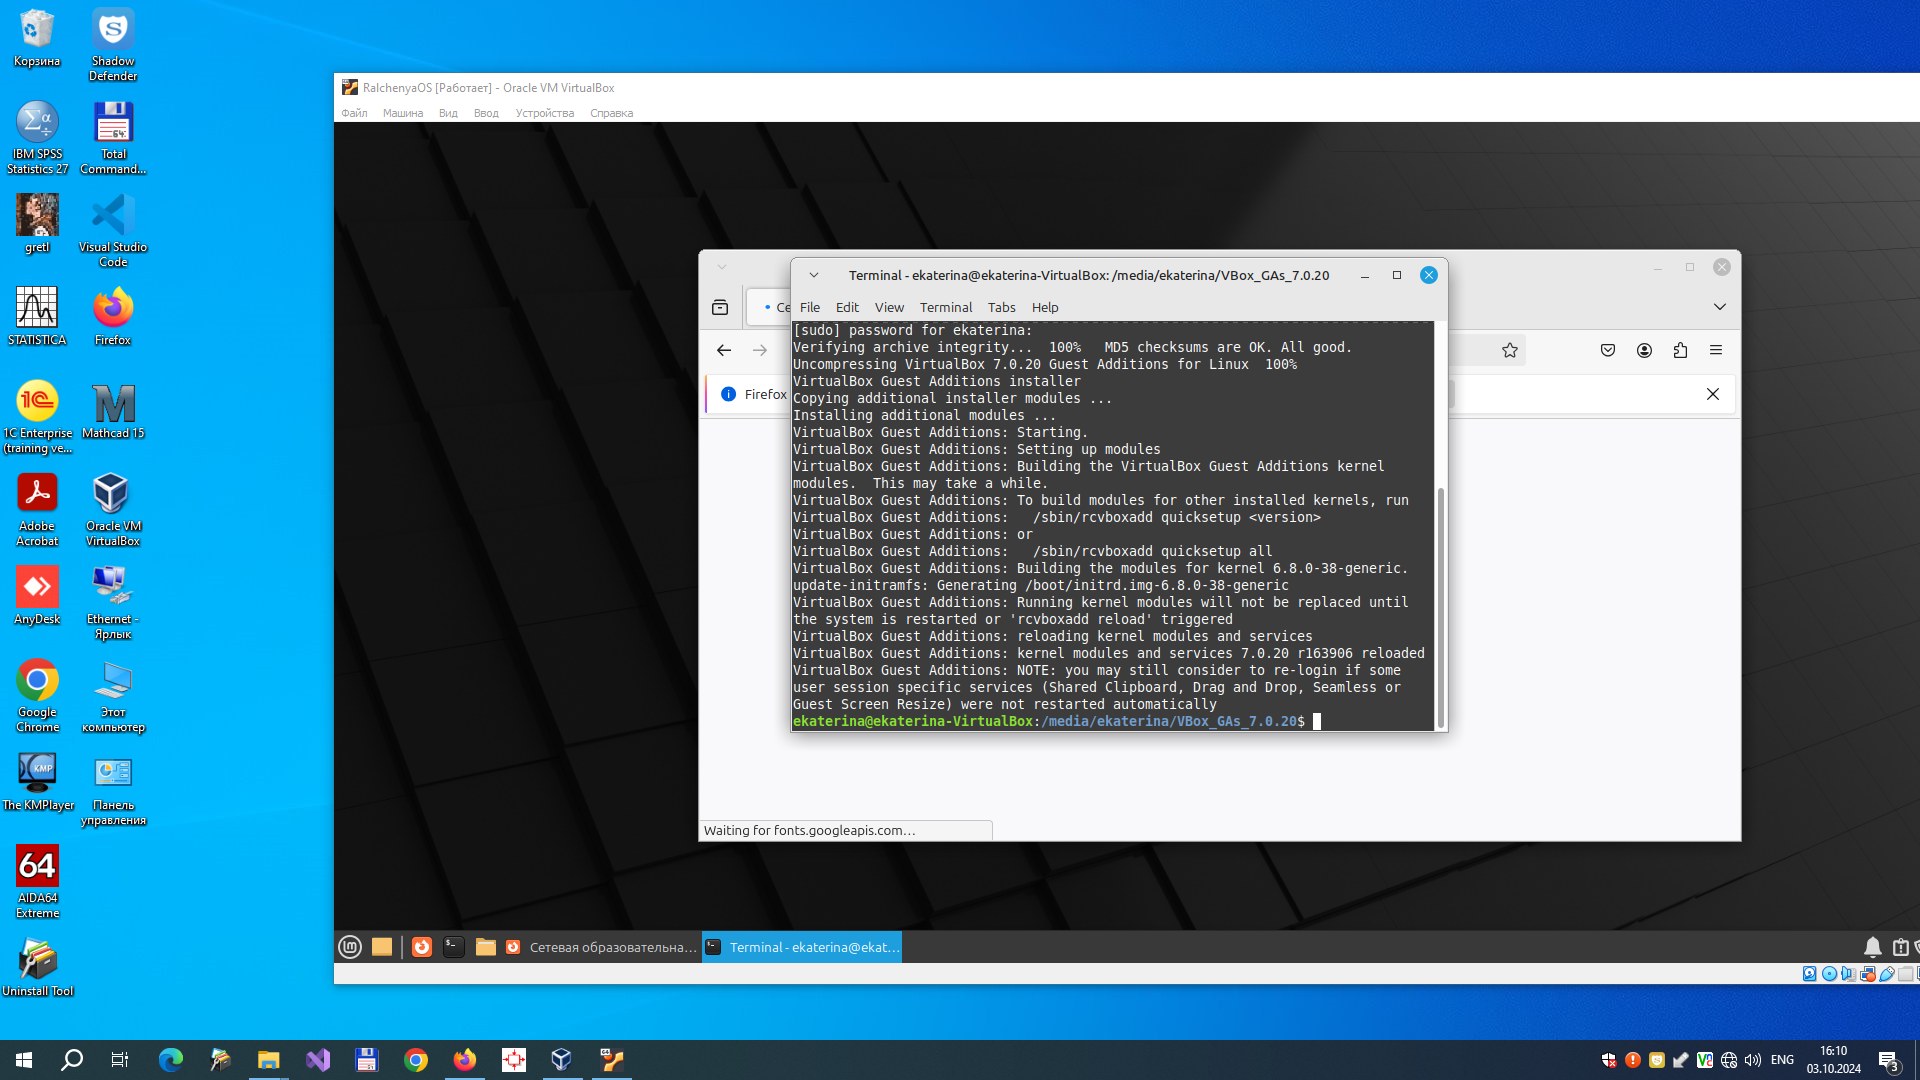 Корзина
Shadow
Defender
IBM SPSS
Statistics 27
Total
Command...
gretl
Visual Studio
Code
STATISTICA
Firefox
1C Enterprise
(training ve...
Mathcad 15
Adobe
Acrobat
Oracle VM
VirtualBox
AnyDesk
Ethernet -
Ярлык
Google
Chrome
Этот
компьютер
The KMPlayer
Панель
управления
AIDA64
Extreme
Uninstall Tool
RalchenyaOS [Работает] - Oracle VM VirtualBox
Файл Машина Вид Ввод Устройства Справка
Terminal - ekaterina@ekaterina-VirtualBox: /media/ekaterina/VBox_GAs_7.0.20
Се
File Edit View Terminal Tabs Help
Firefox
[sudo] password for ekaterina:
Verifying archive integrity...  100%   MD5 checksums are OK. All good.
Uncompressing VirtualBox 7.0.20 Guest Additions for Linux  100%
VirtualBox Guest Additions installer
Copying additional installer modules ...
Installing additional modules ...
VirtualBox Guest Additions: Starting.
VirtualBox Guest Additions: Setting up modules
VirtualBox Guest Additions: Building the VirtualBox Guest Additions kernel
modules.  This may take a while.
VirtualBox Guest Additions: To build modules for other installed kernels, run
VirtualBox Guest Additions:   /sbin/rcvboxadd quicksetup <version>
VirtualBox Guest Additions: or
VirtualBox Guest Additions:   /sbin/rcvboxadd quicksetup all
VirtualBox Guest Additions: Building the modules for kernel 6.8.0-38-generic.
update-initramfs: Generating /boot/initrd.img-6.8.0-38-generic
VirtualBox Guest Additions: Running kernel modules will not be replaced until
the system is restarted or 'rcvboxadd reload' triggered
VirtualBox Guest Additions: reloading kernel modules and services
VirtualBox Guest Additions: kernel modules and services 7.0.20 r163906 reloaded
VirtualBox Guest Additions: NOTE: you may still consider to re-login if some
user session specific services (Shared Clipboard, Drag and Drop, Seamless or
Guest Screen Resize) were not restarted automatically
ekaterina@ekaterina-VirtualBox:/media/ekaterina/VBox_GAs_7.0.20$
Waiting for fonts.googleapis.com…
Сетевая образовательна…
Terminal - ekaterina@ekat…
ENG
16:10
03.10.2024
3